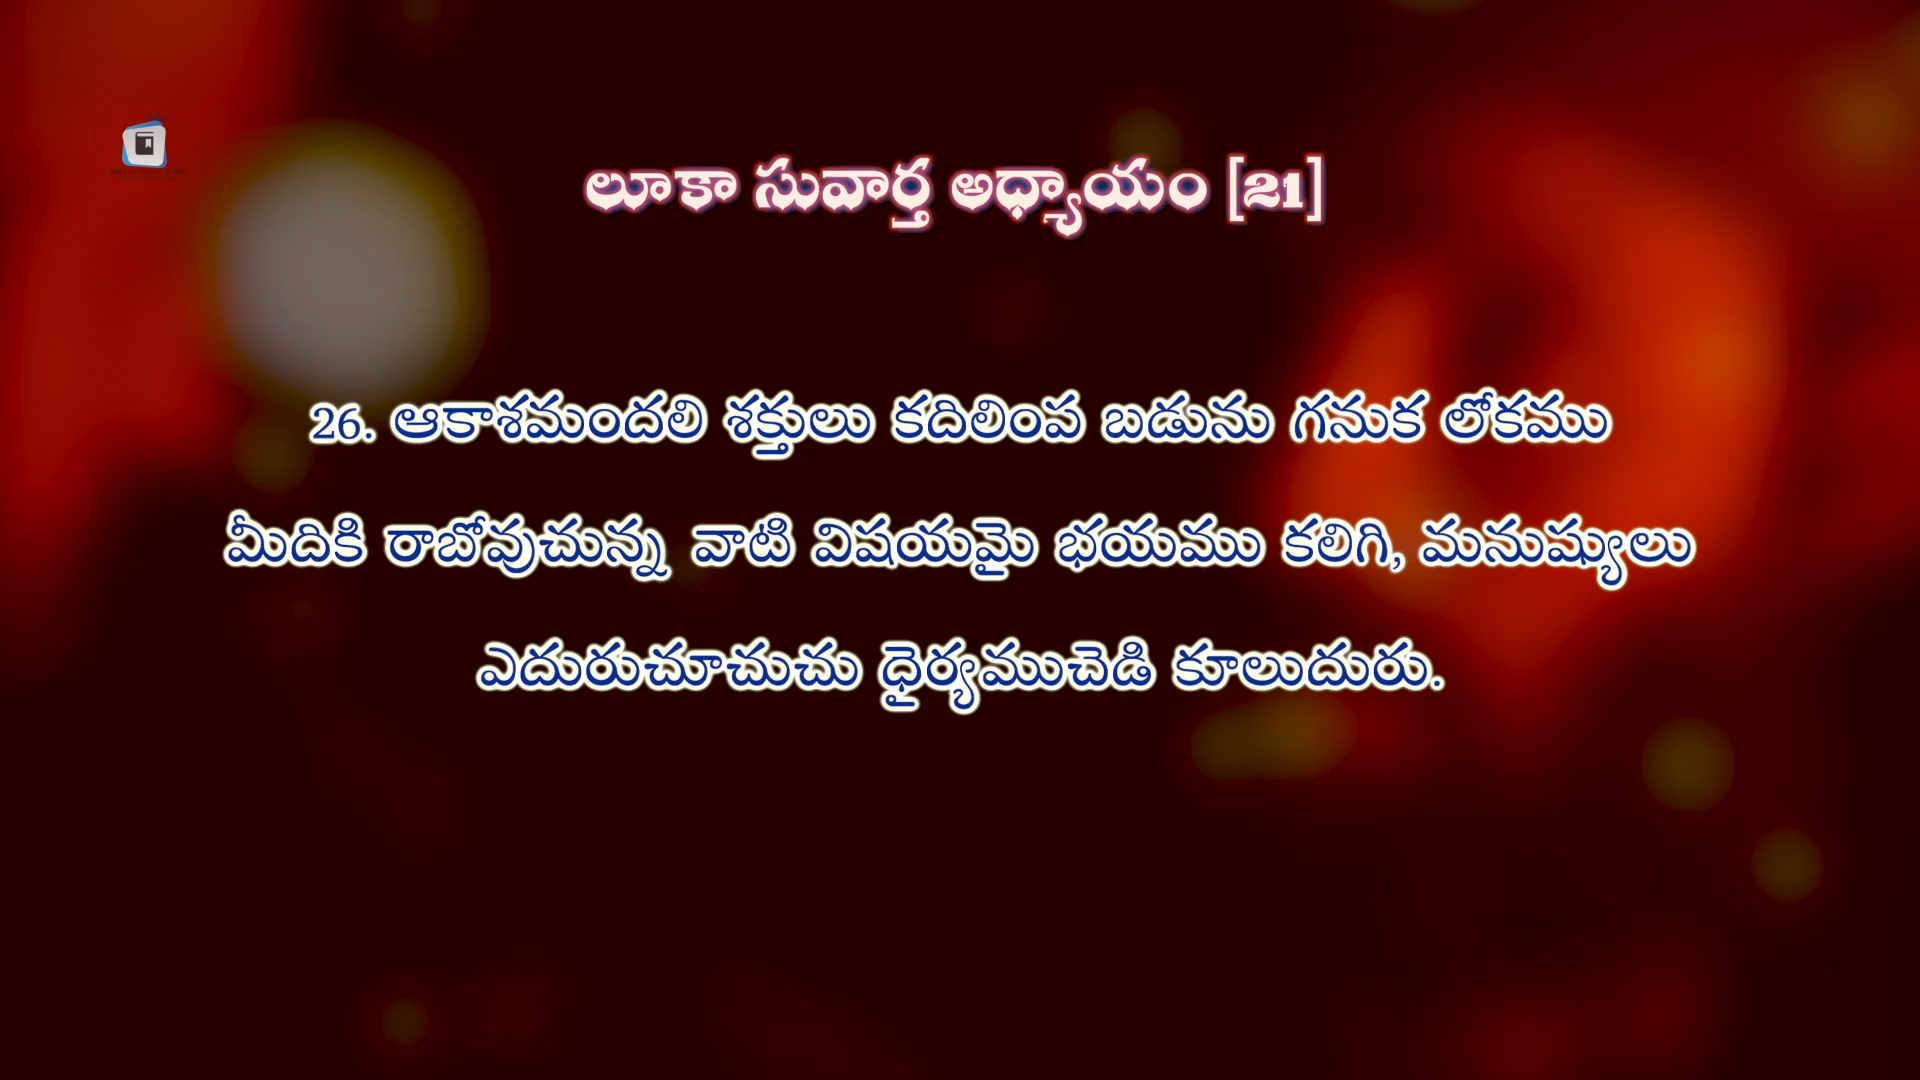 లూకా సువార్త అధ్యాయం [21]
26. ఆకాశమందలి శక్తులు కదిలింప బడును గనుక లోకము
మీదికి రాబోవుచున్న వాటి విషయమై భయము కలిగి, మనుష్యులు
ఎదురుచూచుచు ధైర్యముచెడి కూలుదురు.